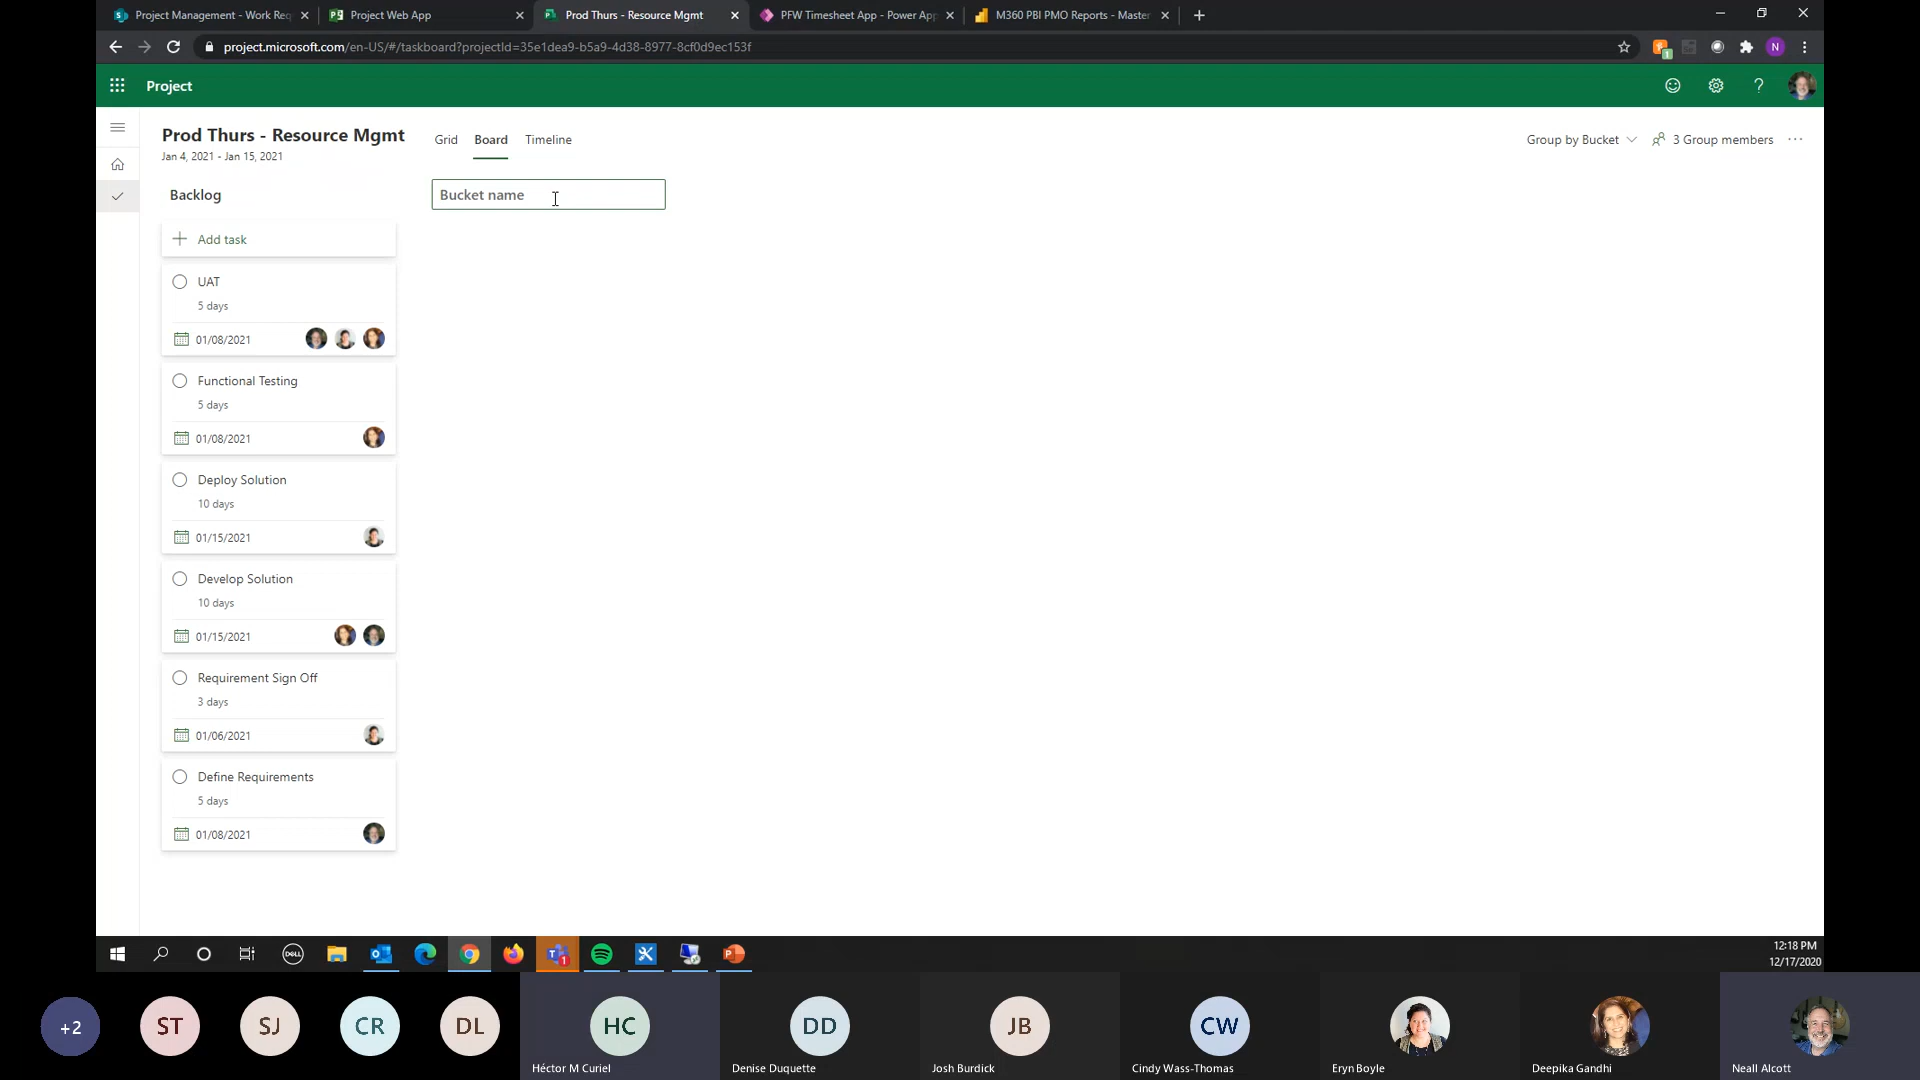 Project Management - Work Req
Project Web App
Prod Thurs - Resource Mgmt
PFW Timesheet App - Power App
M360 PBI PMO Reports - Master
project.microsoft.com/en-US/#/taskboard?projectId=35e1dea9-b5a9-4d38-8977-8cf0d9ec153f
N
Project
?
Prod Thurs - Resource Mgmt
Jan 4, 2021 - Jan 15, 2021
Grid
Board
Timeline
Group by Bucket
3 Group members
Backlog
Bucket name
Add task
UAT
5 days
01/08/2021
Functional Testing
5 days
01/08/2021
Deploy Solution
10 days
01/15/2021
Develop Solution
10 days
01/15/2021
Requirement Sign Off
3 days
01/06/2021
Define Requirements
5 days
01/08/2021
DELL
12:18 PM
12/17/2020
+2
ST
SJ
CR
DL
HC
DD
JB
CW
Héctor M Curiel
Denise Duquette
Josh Burdick
Cindy Wass-Thomas
Eryn Boyle
Deepika Gandhi
Neall Alcott